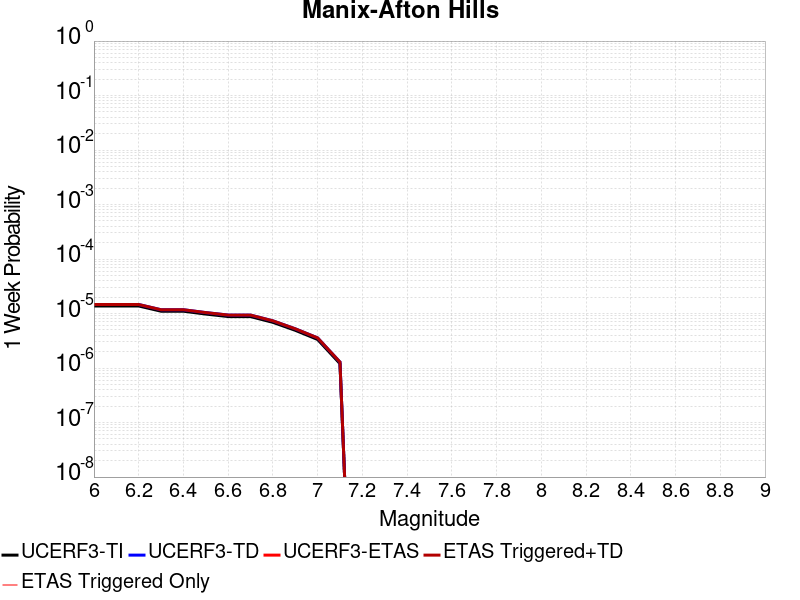 Manix-Afton Hills
1 Week Probability
10^0
10^-1
10^-2
10^-3
10^-4
10^-5
10^-6
10^-7
10^-8
6 6.2 6.4 6.6 6.8 7 7.2 7.4 7.6 7.8 8 8.2 8.4 8.6 8.8 9
Magnitude
UCERF3-TI UCERF3-TD UCERF3-ETAS ETAS Triggered+TD
ETAS Triggered Only